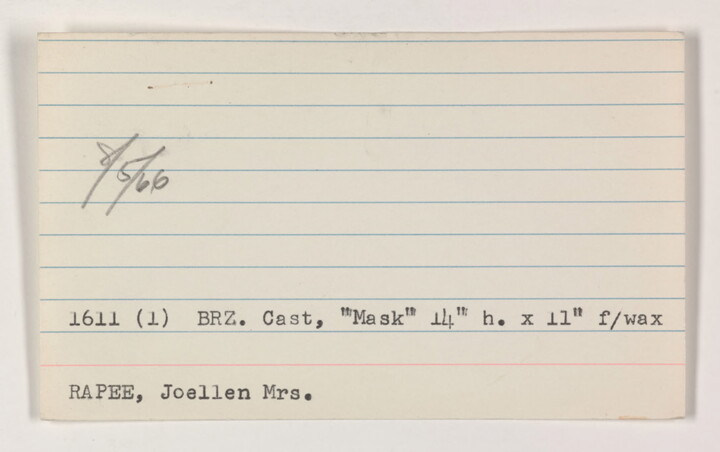 8/5/66
1611 (1) BRZ. Cast, "Mask" 14" h. x 11" f/wax
RAPEE, Joellen Mrs.